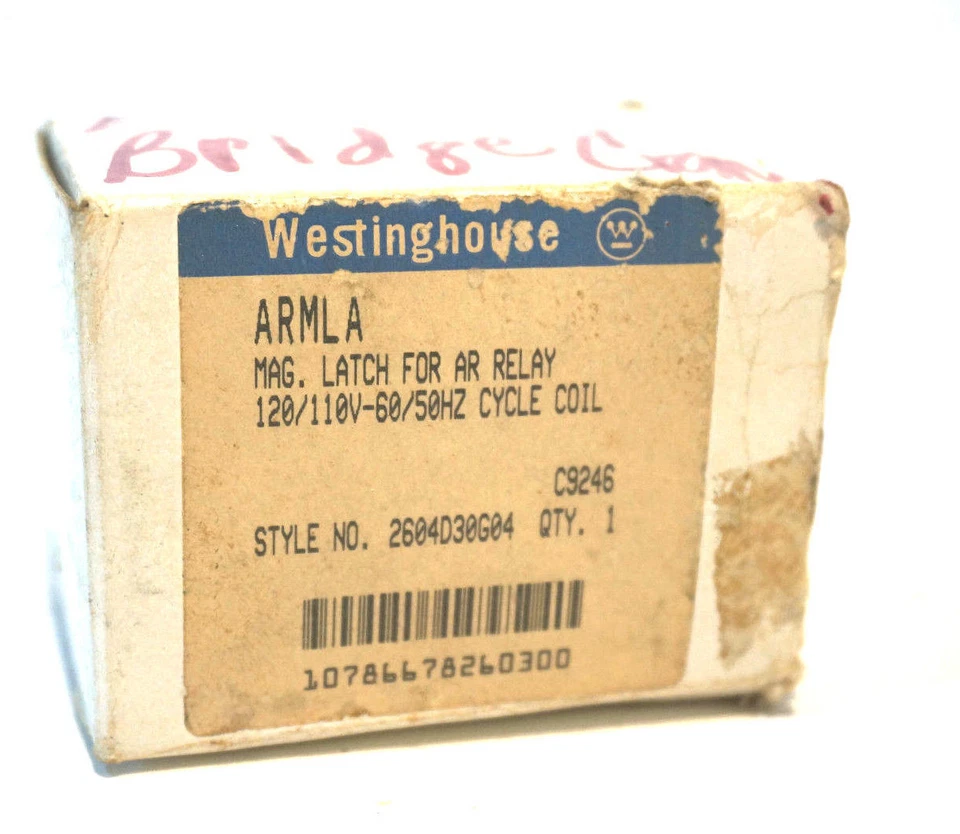 Bridge
Westinghouse W
ARMLA
MAG. LATCH FOR AR RELAY
120/110V-60/50HZ CYCLE COIL
C9246
STYLE NO. 2604D30G04 QTY. 1
10786678260300